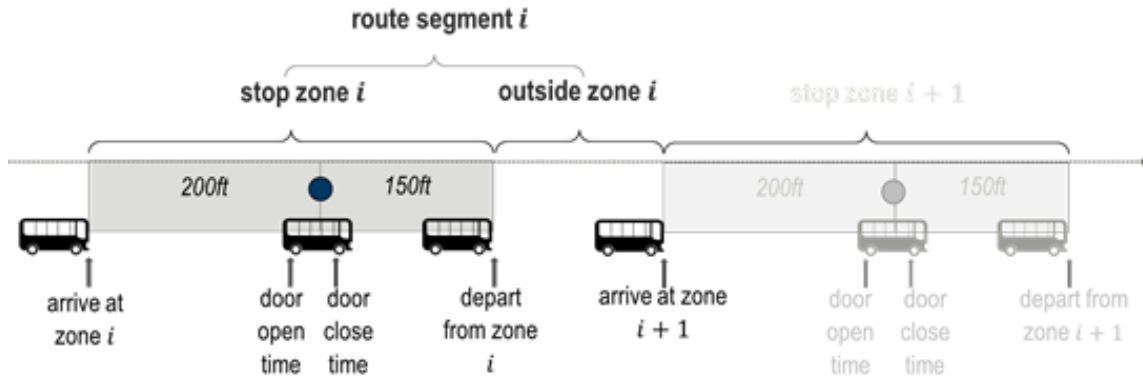 route segment i
stop zone i
outside zone i
stop zone i + 1
200ft
150ft
200ft
150ft
arrive at
zone i
door
open
time
door
close
time
depart
from zone
i
arrive at zone
i + 1
door
open
time
door
close
time
depart from
zone i + 1